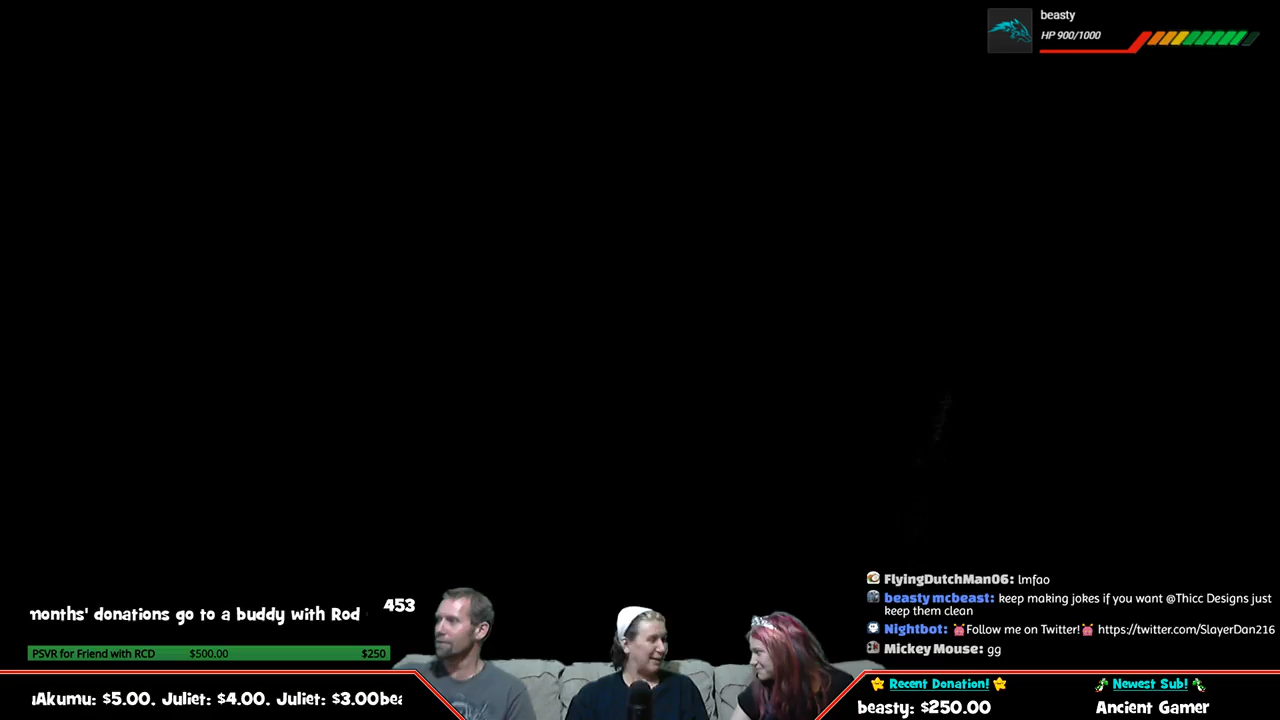 beasty
HP 900/1000
FlyingDutchMan06: lmfao
beasty mcbeast: keep making jokes if you want @Thicc Designs just
keep them clean
Nightbot: Follow me on Twitter! https://twitter.com/SlayerDan216
Mickey Mouse: gg
months' donations go to a buddy with Rod
453
PSVR for Friend with RCD $500.00 $250
Akumu: $5.00. Juliet: $4.00. Juliet: $3.00bea
Recent Donation!
beasty: $250.00
Newest Sub!
Ancient Gamer